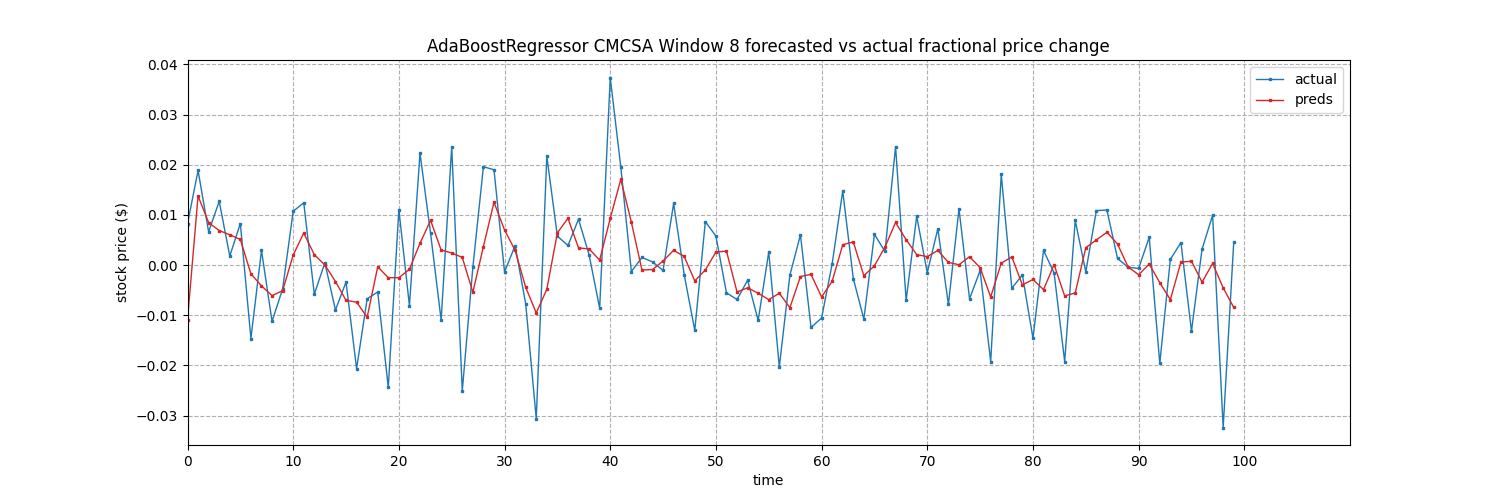 AdaBoostRegressor CMCSA Window 8 forecasted vs actual fractional price change
actual
preds
stock price ($)
0.04
0.03
0.02
0.01
0.00
−0.01
−0.02
−0.03
0 10 20 30 40 50 60 70 80 90 100
time